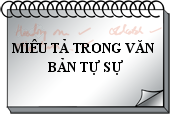 MIÊU TẢ TRONG VĂN
BẢN TỰ SỰ